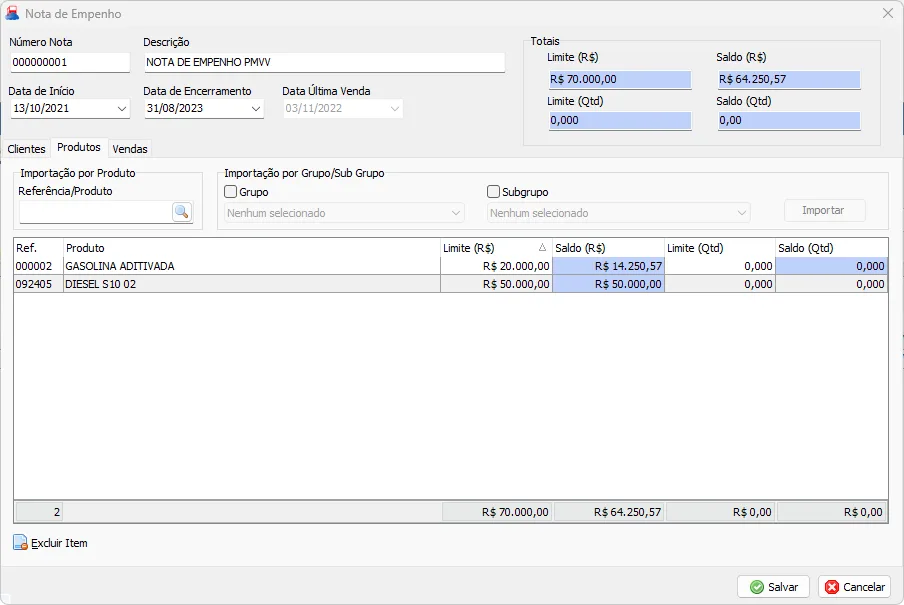 Nota de Empenho
Número Nota
Descrição
000000001
NOTA DE EMPENHO PMVV
Data de Início
Data de Encerramento
Data Última Venda
13/10/2021
31/08/2023
03/11/2022
Totais
Limite (R$)
Saldo (R$)
R$ 70.000,00
R$ 64.250,57
Limite (Qtd)
Saldo (Qtd)
0,000
0,00
Clientes
Produtos
Vendas
Importação por Produto
Referência/Produto
Importação por Grupo/Sub Grupo
Grupo
Subgrupo
Nenhum selecionado
Nenhum selecionado
Importar
Ref. Produto Limite (R$) Saldo (R$) Limite (Qtd) Saldo (Qtd)
000002 GASOLINA ADITIVADA R$ 20.000,00 R$ 14.250,57 0,000 0,000
092405 DIESEL S10 02 R$ 50.000,00 R$ 50.000,00 0,000 0,000
2 R$ 70.000,00 R$ 64.250,57 R$ 0,00 R$ 0,00
Excluir Item
Salvar
Cancelar